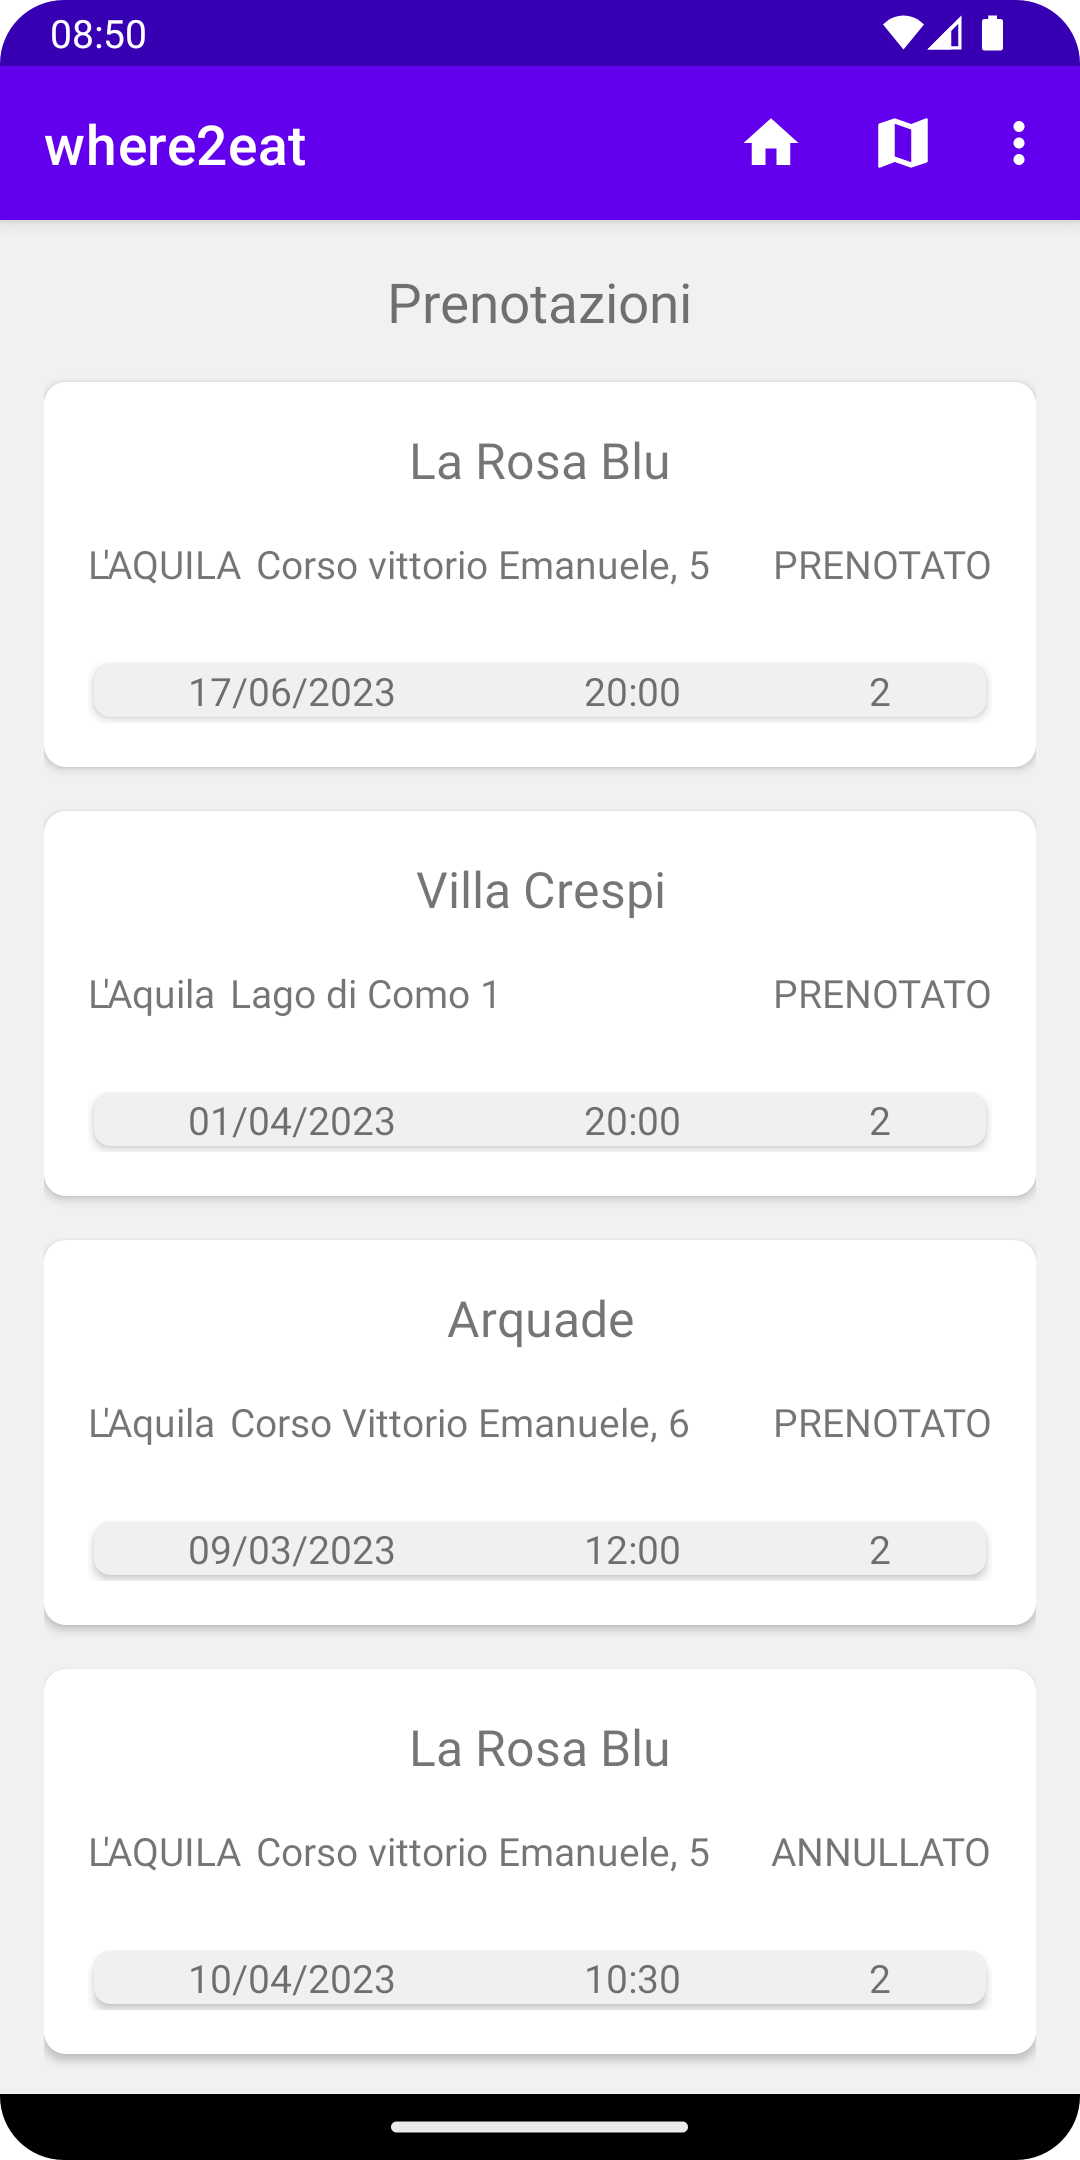 08:50
where2eat
Prenotazioni
La Rosa Blu
L'AQUILA Corso vittorio Emanuele, 5 PRENOTATO
17/06/2023 20:00 2
Villa Crespi
L'Aquila Lago di Como 1 PRENOTATO
01/04/2023 20:00 2
Arquade
L'Aquila Corso Vittorio Emanuele, 6 PRENOTATO
09/03/2023 12:00 2
La Rosa Blu
L'AQUILA Corso vittorio Emanuele, 5 ANNULLATO
10/04/2023 10:30 2